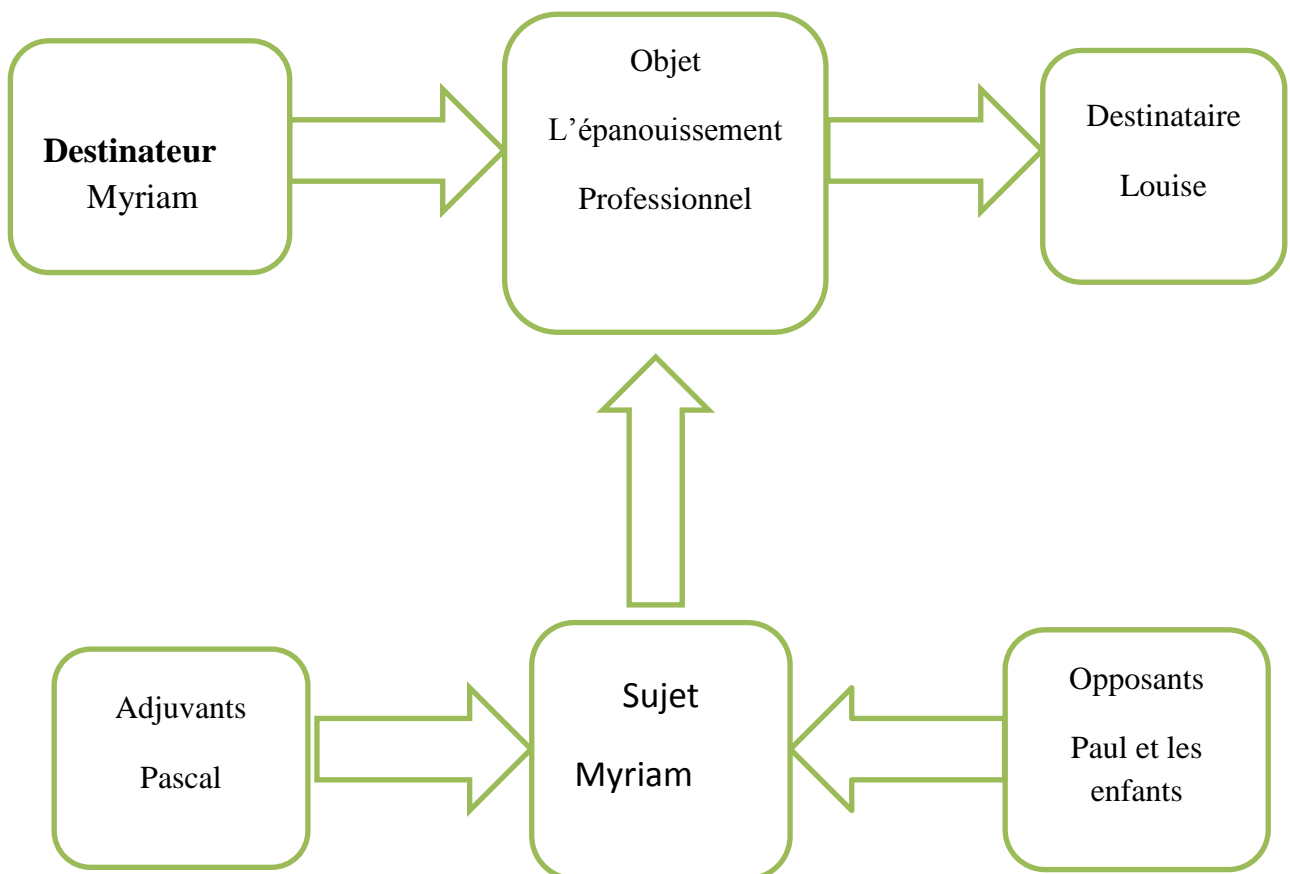 Destinateur
Myriam
Objet
L’épanouissement
Professionnel
Destinataire
Louise
Adjuvants
Pascal
Sujet
Myriam
Opposants
Paul et les
enfants